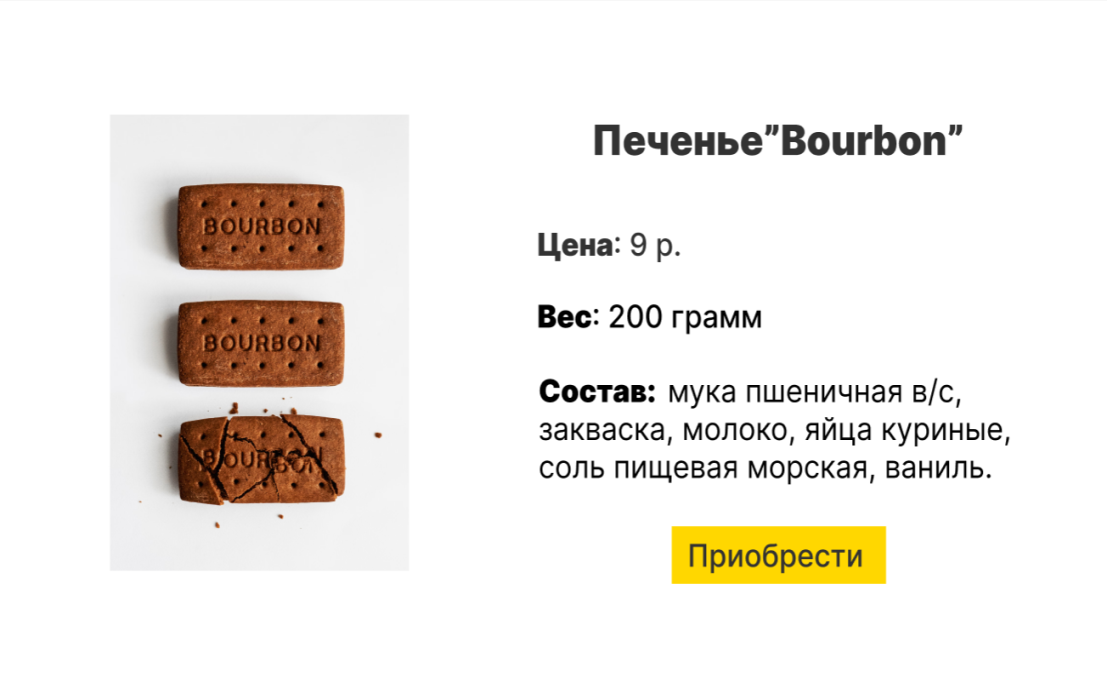 Печенье”Bourbon”
Цена: 9 р.
Вес: 200 грамм
Состав: мука пшеничная в/с,
закваска, молоко, яйца куриные,
соль пищевая морская, ваниль.
Приобрести
BOURBON
BOURBON
BOURBON